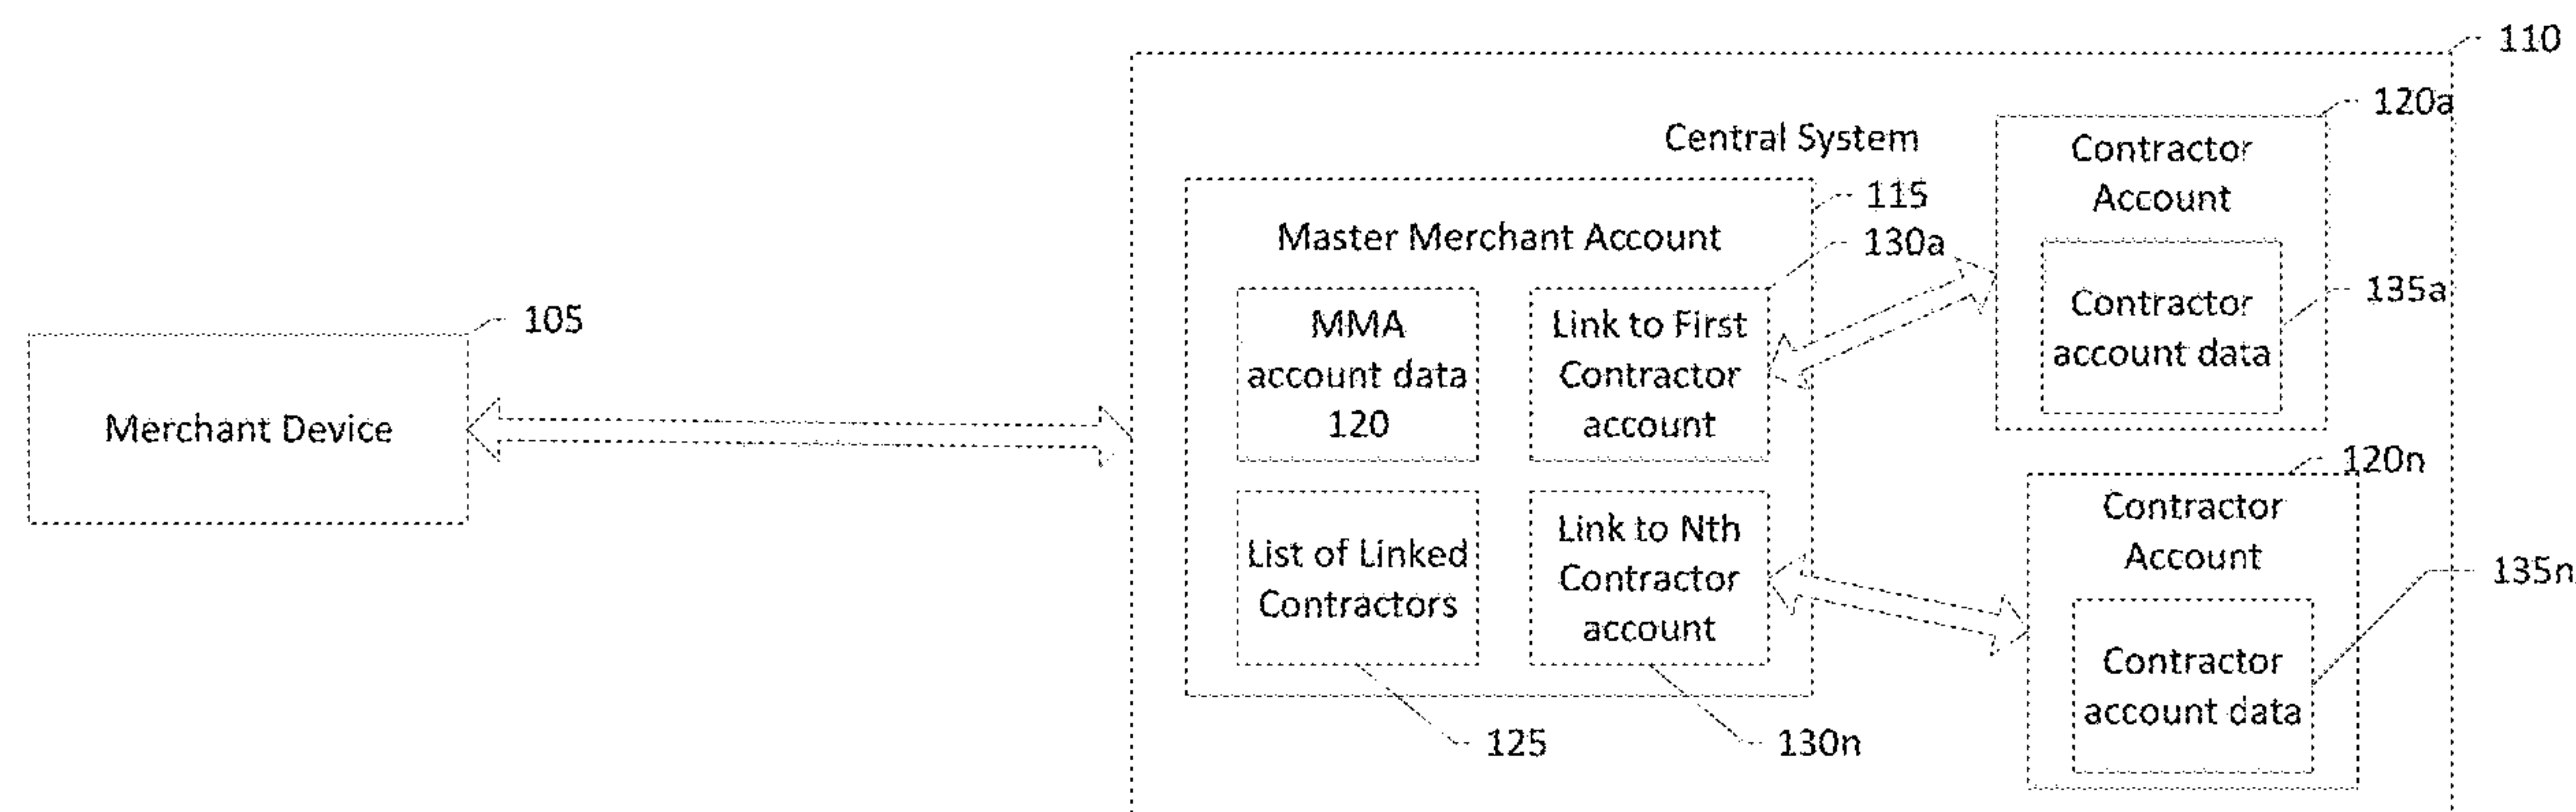 110
120a
Central System
Contractor
Account
115
Master Merchant Account
130a
MMA
account data
120
Link to First
Contractor
account
Contractor
account data
135a
105
Merchant Device
120n
Contractor
Account
List of Linked
Contractors
Link to Nth
Contractor
account
135n
Contractor
account data
125
130n